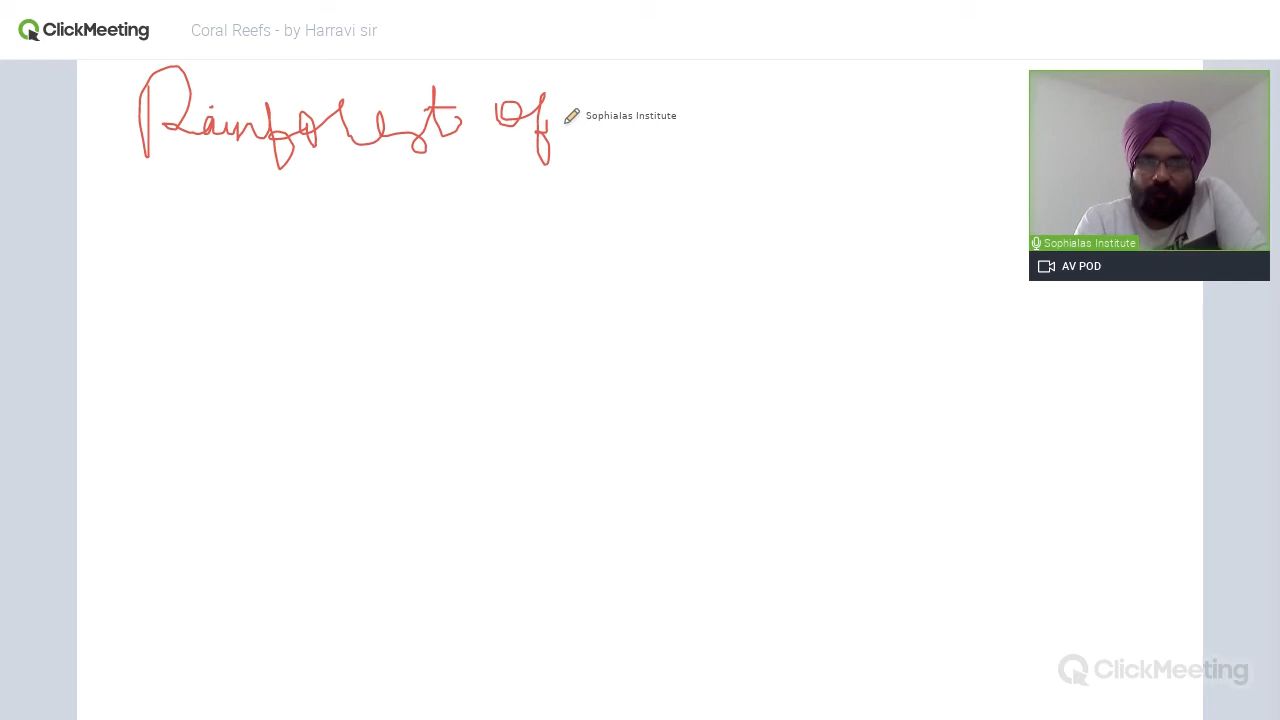 ClickMeeting Coral Reefs - by Harravi sir
Rainforest of
Sophialas Institute
Sophialas Institute
AV POD
ClickMeeting